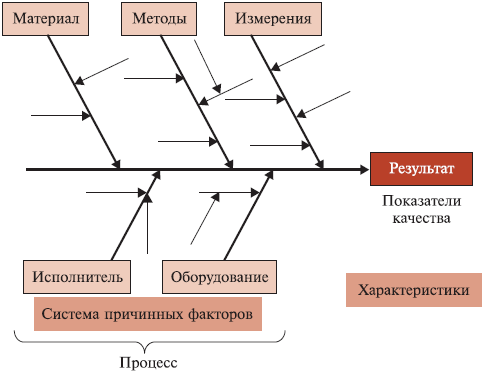 Материал
Методы
Измерения
Результат
Показатели
качества
Исполнитель
Оборудование
Характеристики
Система причинных факторов
Процесс